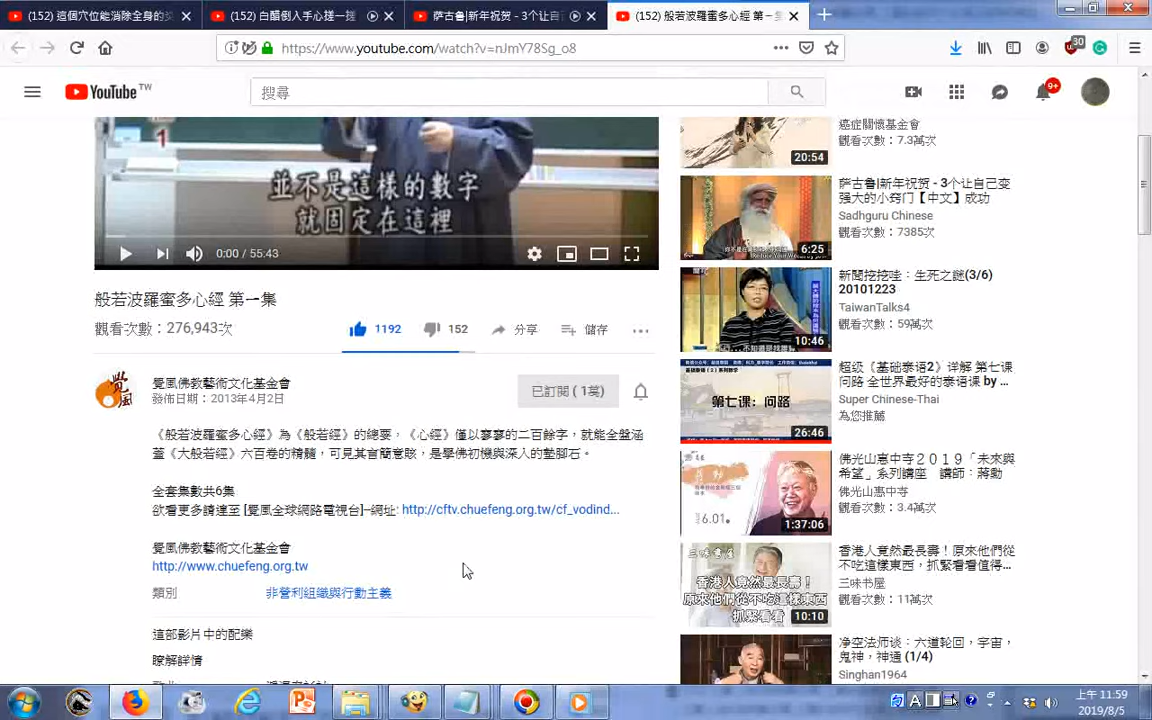 (152) 這個穴位能消除全身的炎
(152) 白醋倒入手心搓一搓
萨古鲁|新年祝贺 - 3个让自
(152) 般若波羅蜜多心經 第一集
https://www.youtube.com/watch?v=nJmY78Sg_o8
30
YouTube TW
搜尋
9+
1
並不是這樣的數字
就固定在這裡
0:00 / 55:43
般若波羅蜜多心經 第一集
觀看次數：276,943次
1192
152
分享
儲存
覺風佛教藝術文化基金會
發佈日期：2013年4月2日
已訂閱 ( 1萬)
《般若波羅蜜多心經》為《般若經》的總要，《心經》僅以寥寥的二百餘字，就能全盤涵
蓋《大般若經》六百卷的精髓，可見其言簡意賅，是學佛初機與深入的墊腳石。
全套集數共6集
欲看更多請連至 [覺風全球網路電視台]--網址: http://cftv.chuefeng.org.tw/cf_vodind...
覺風佛教藝術文化基金會
http://www.chuefeng.org.tw
類別
非營利組織與行動主義
這部影片中的配樂
瞭解詳情
20:54
癌症關懷基金會
觀看次數：7.3萬次
6:25
萨古鲁|新年祝贺 - 3个让自己变
强大的小窍门【中文】成功
Sadhguru Chinese
觀看次數：7385次
10:46
新聞挖挖哇：生死之謎(3/6)
20101223
TaiwanTalks4
觀看次數：59萬次
第七课：问路
26:46
超级〔基础泰语2》详解 第七课
问路 全世界最好的泰语课 by ...
Super Chinese-Thai
為您推薦
6.01
1:37:06
佛光山惠中寺２０１９「未來與
希望」系列講座　講師：蔣勳
佛光山惠中寺
觀看次數：3.4萬次
三味書屋
香港人竟然最長壽！
原來他們從不吃這樣東西
抓緊看看
10:10
香港人竟然最長壽！原來他們從
不吃這樣東西，抓緊看看值得...
三味书屋
觀看次數：11萬次
净空法师谈：六道轮回，宇宙，
鬼神，神通 (1/4)
Singhan1964
上午 11:59
2019/8/5